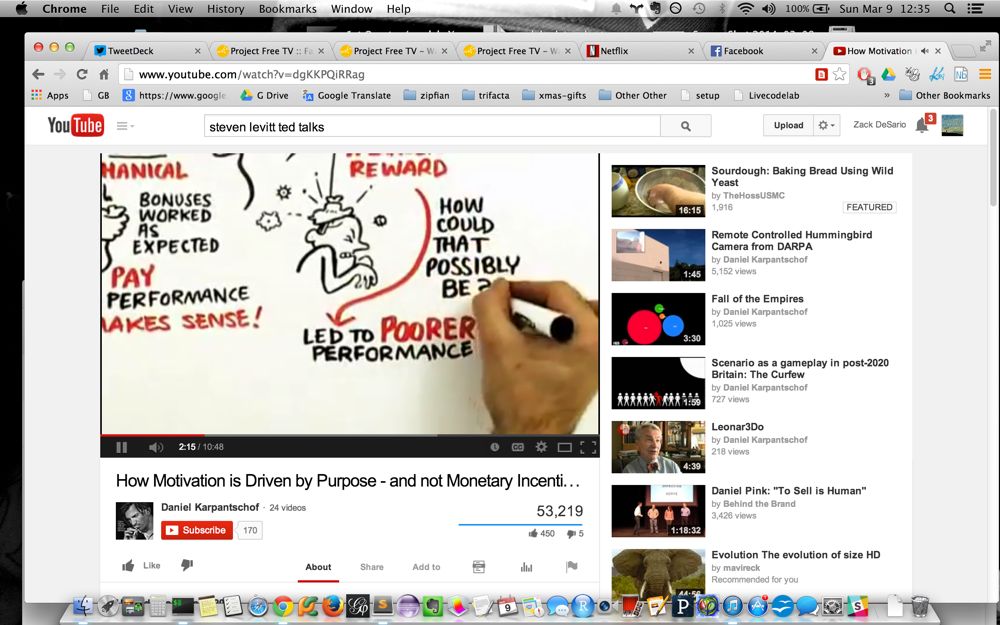 Chrome File Edit View History Bookmarks Window Help 100% Sun Mar 9 12:35
TweetDeck
Project Free TV :: Fa
Project Free TV - W
Project Free TV - W
Netflix
Facebook
How Motivation i
www.youtube.com/watch?v=dgKKPQiRRag
Apps GB https://www.google G Drive Google Translate zipfian trifacta xmas-gifts Other Other setup Livecodelab » Other Bookmarks
YouTube
steven levitt ted talks
Upload
Zack DeSario
3
HANICAL
BONUSES
WORKED
AS
EXPECTED
PAY
PERFORMANCE
MAKES SENSE!
REWARD
HOW
COULD
THAT
POSSIBLY
BE?
LED TO POORER
PERFORMANCE
2:15 / 10:48
CC
How Motivation is Driven by Purpose - and not Monetary Incenti...
Daniel Karpantschof · 24 videos
Subscribe 170
53,219
450 5
Like
About
Share
Add to
Sourdough: Baking Bread Using Wild
Yeast
by TheHossUSMC
1,916
FEATURED
16:15
Remote Controlled Hummingbird
Camera from DARPA
by Daniel Karpantschof
5,152 views
1:45
Fall of the Empires
by Daniel Karpantschof
1,025 views
3:30
Scenario as a gameplay in post-2020
Britain: The Curfew
by Daniel Karpantschof
727 views
1:59
Leonar3Do
by Daniel Karpantschof
218 views
4:39
Daniel Pink: "To Sell is Human"
by Behind the Brand
3,426 views
1:18:32
Evolution The evolution of size HD
by mavireck
Recommended for you
44:56